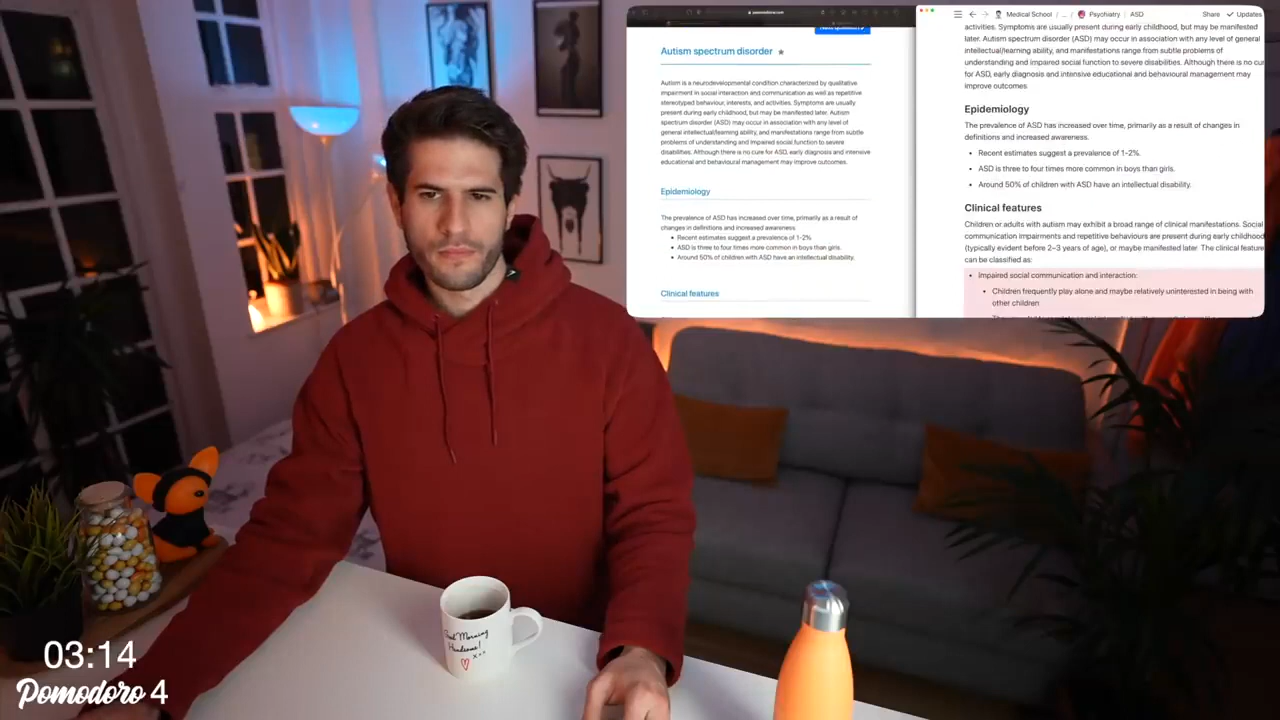 Autism spectrum disorder
Autism is a neurodevelopmental condition characterized by qualitative
impairment in social interaction and communication as well as repetitive
stereotyped behaviour, interests, and activities. Symptoms are usually
present during early childhood, but may be manifested later. Autism
spectrum disorder (ASD) may occur in association with any level of
general intellectual/learning ability, and manifestations range from subtle
problems of understanding and impaired social function to severe
disabilities. Although there is no cure for ASD, early diagnosis and intensive
educational and behavioural management may improve outcomes.
Epidemiology
The prevalence of ASD has increased over time, primarily as a result of
changes in definitions and increased awareness.
Recent estimates suggest a prevalence of 1-2%
ASD is three to four times more common in boys than girls.
Around 50% of children with ASD have an intellectual disability.
Clinical features
Medical School / ... / Psychiatry / ASD
Share
Updates
activities. Symptoms are usually present during early childhood, but may be manifested
later. Autism spectrum disorder (ASD) may occur in association with any level of general
intellectual/learning ability, and manifestations range from subtle problems of
understanding and impaired social function to severe disabilities. Although there is no cu
for ASD, early diagnosis and intensive educational and behavioural management may
improve outcomes.
Epidemiology
The prevalence of ASD has increased over time, primarily as a result of changes in
definitions and increased awareness.
Recent estimates suggest a prevalence of 1-2%.
ASD is three to four times more common in boys than girls.
Around 50% of children with ASD have an intellectual disability.
Clinical features
Children or adults with autism may exhibit a broad range of clinical manifestations. Social
communication impairments and repetitive behaviours are present during early childhood
(typically evident before 2-3 years of age), or maybe manifested later The clinical feature
can be classified as:
Impaired social communication and interaction:
Children frequently play alone and maybe relatively uninterested in being with
other children
Good Morning
Handsome!
x
03:14
Pomodoro 4